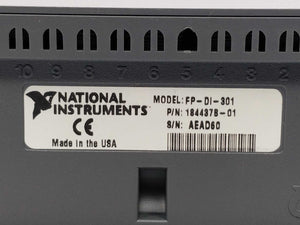 10 9 8 7 6 5 4 3 2
NATIONAL
INSTRUMENTS
CE
Made in the USA
MODEL: FP-DI-301
P/N: 184437B-01
S/N: AEAD60